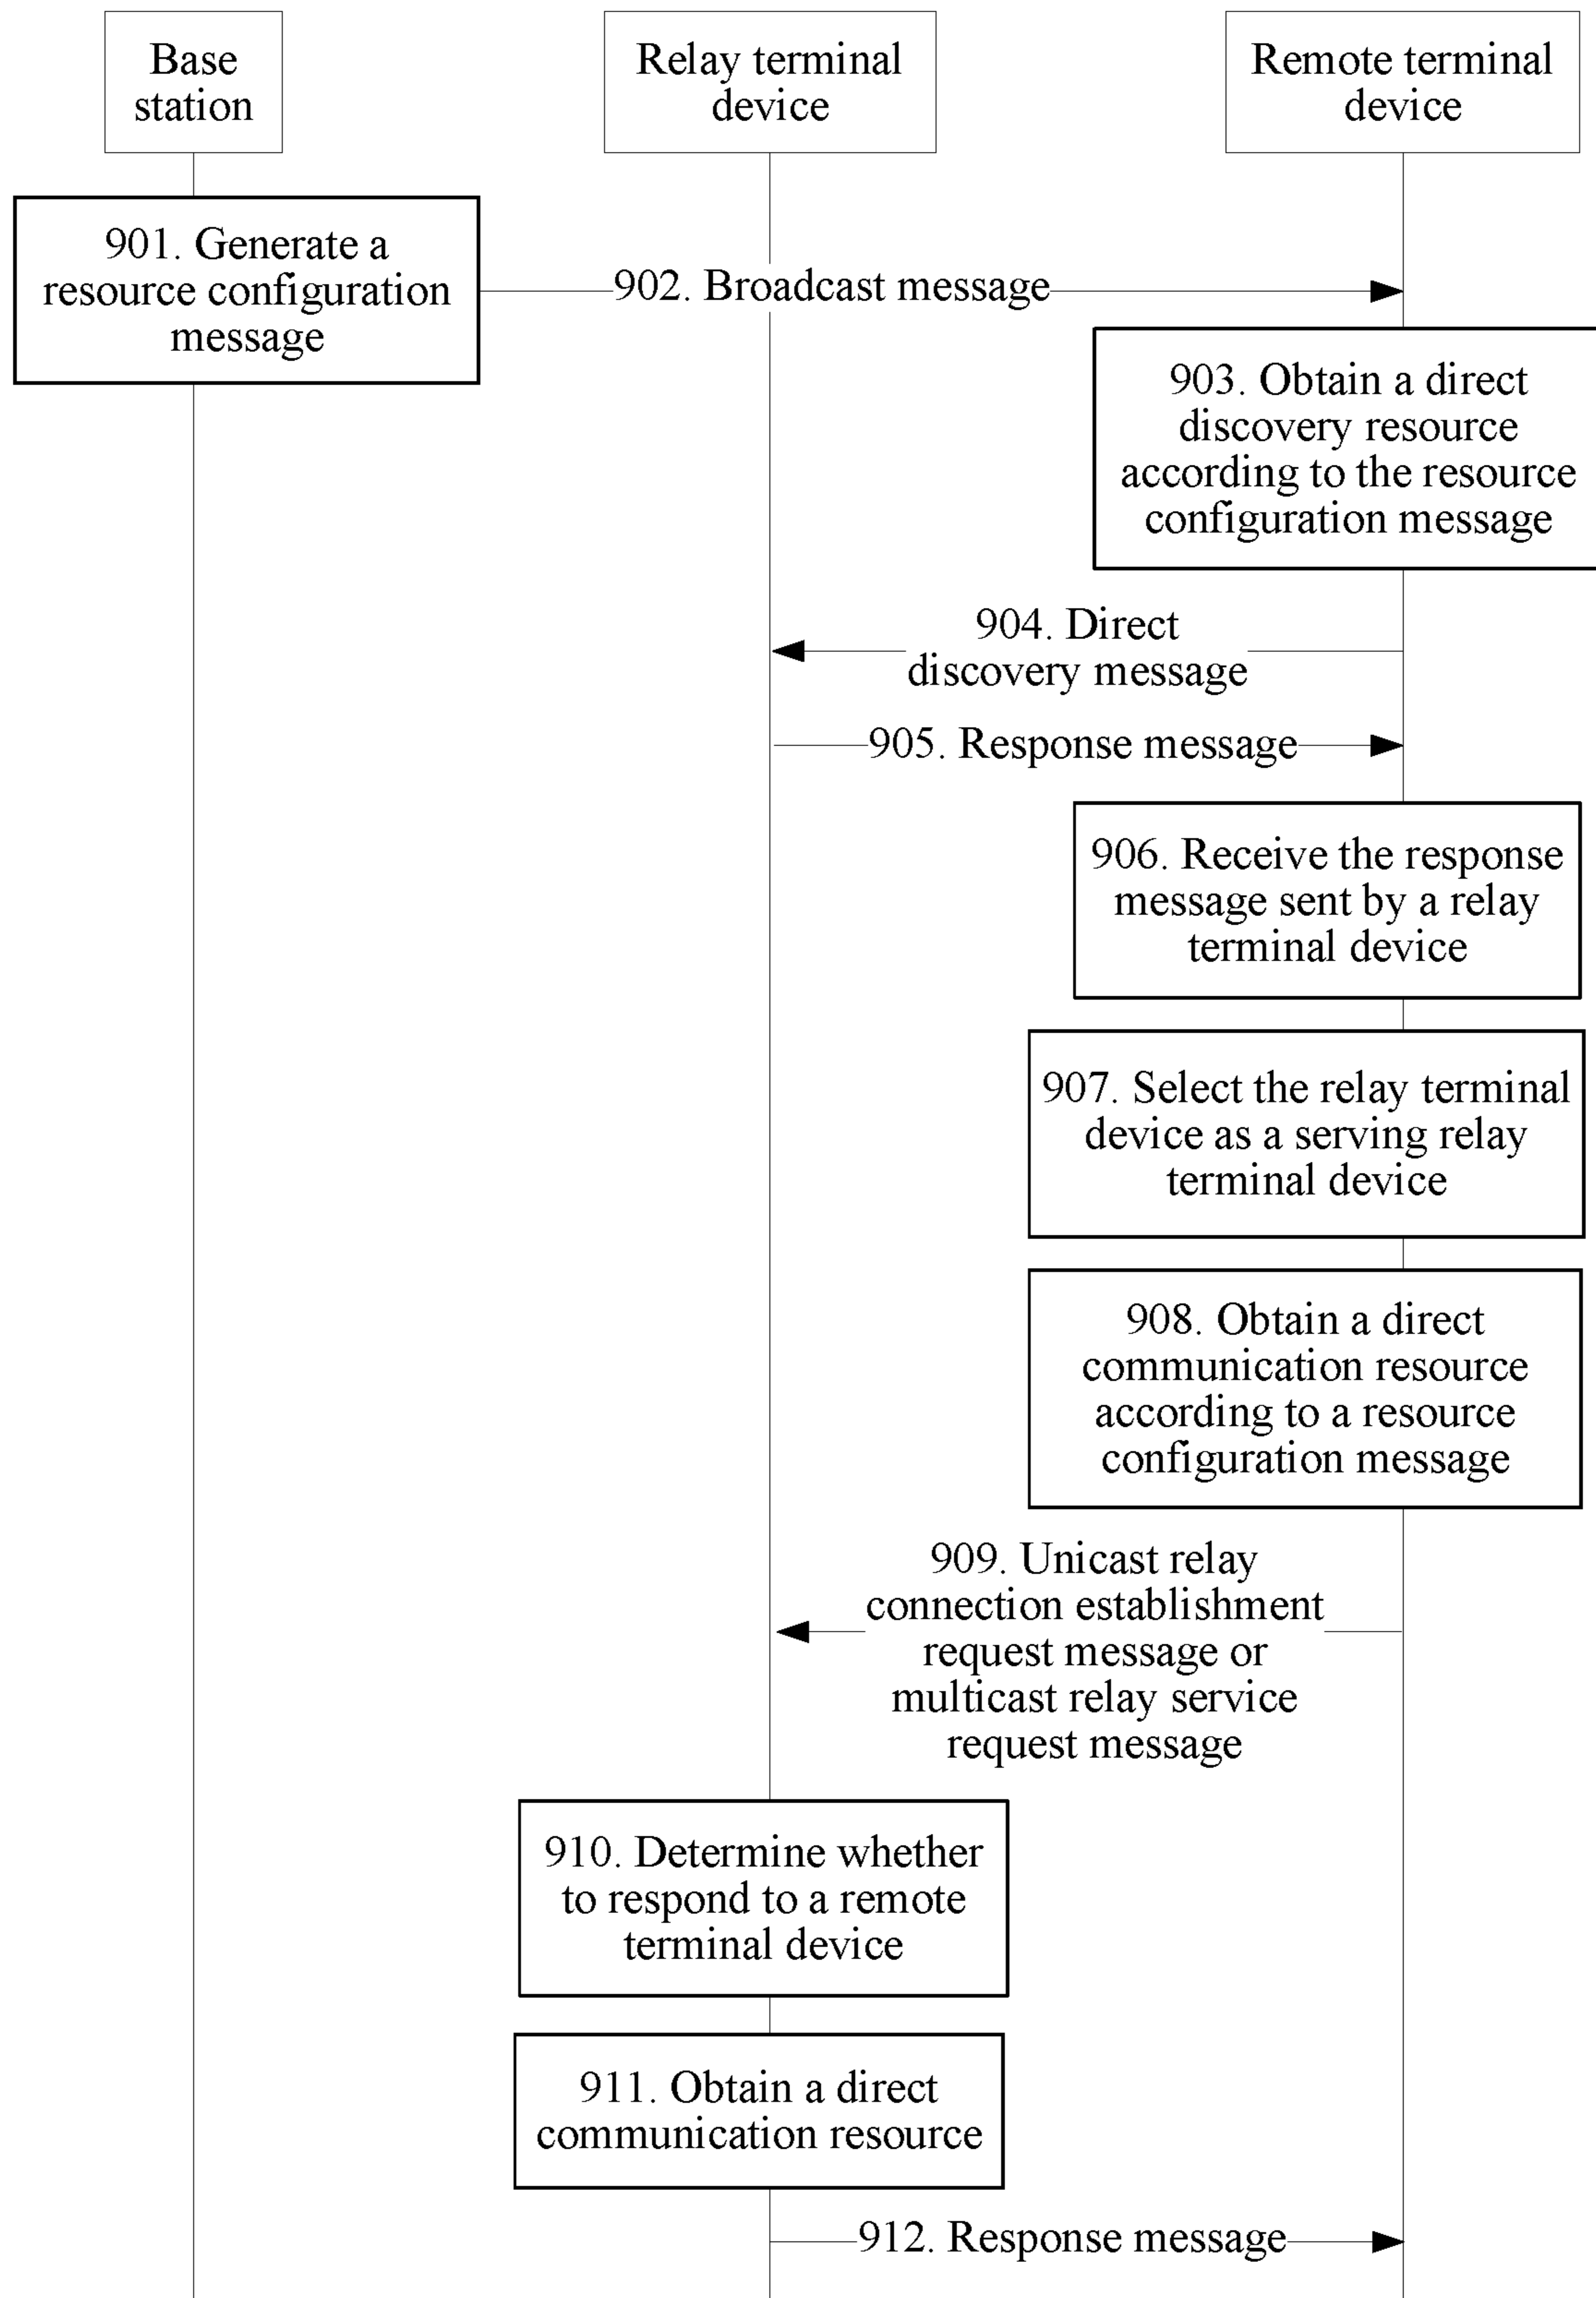 Base
station
Relay terminal
device
Remote terminal
device
901. Generate a
resource configuration
message
902. Broadcast message
903. Obtain a direct
discovery resource
according to the resource
configuration message
904. Direct
discovery message
905. Response message
906. Receive the response
message sent by a relay
terminal device
907. Select the relay terminal
device as a serving relay
terminal device
908. Obtain a direct
communication resource
according to a resource
configuration message
909. Unicast relay
connection establishment
request message or
multicast relay service
request message
910. Determine whether
to respond to a remote
terminal device
911. Obtain a direct
communication resource
912. Response message